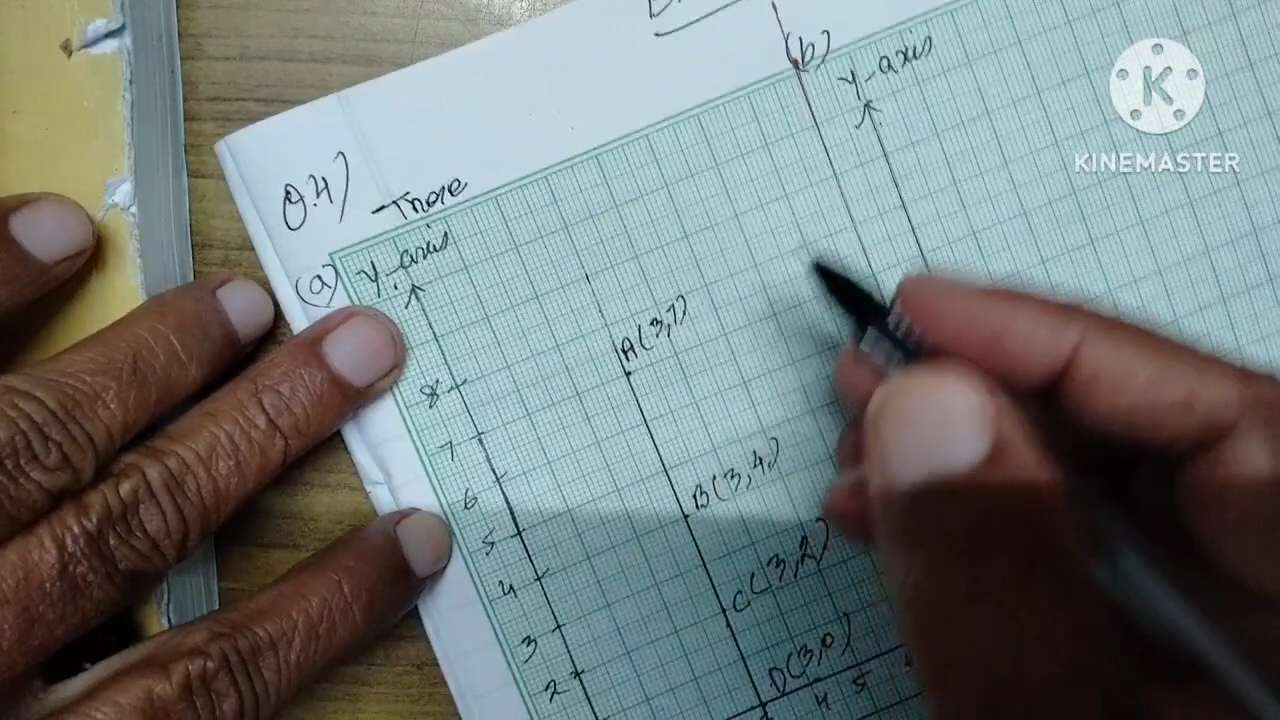 (b)
Y-axis
KINEMASTER
Q.4)
(a) Y-axis
A(3,7)
8
7
B(3,4)
6
5
C(3,2)
4
3
D(3,0)
2
4 5